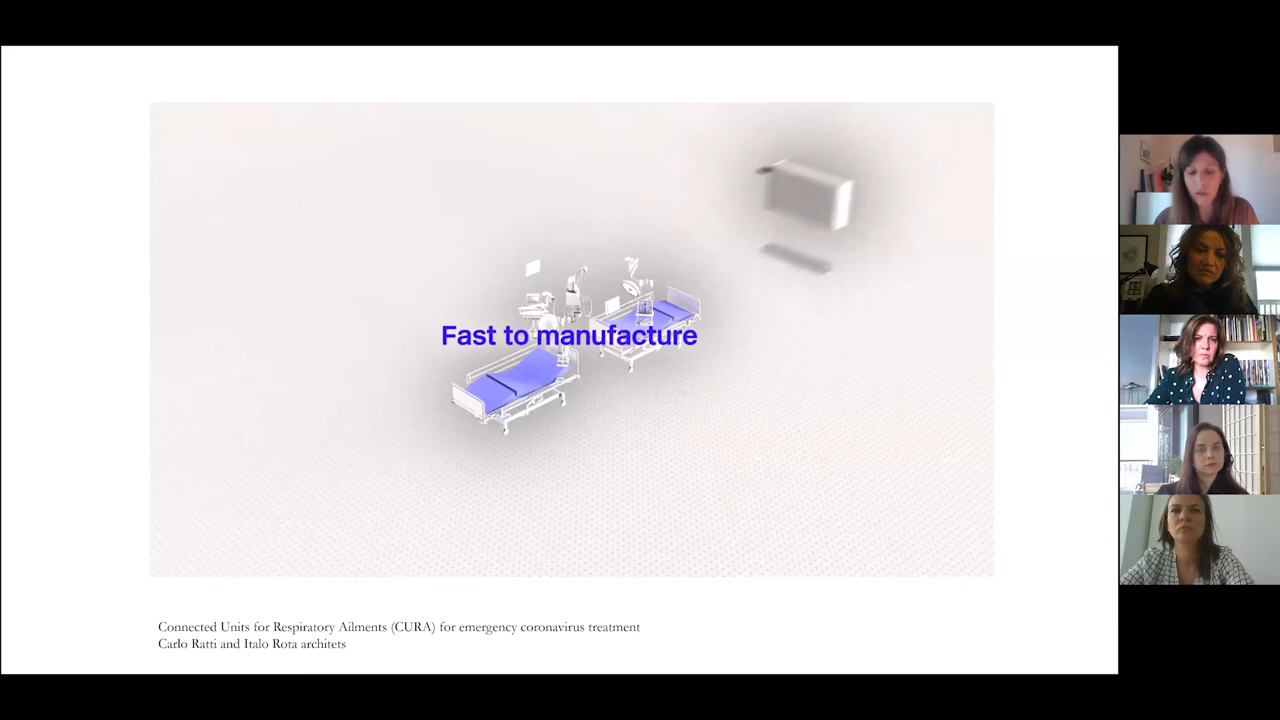 Fast to manufacture
Connected Units for Respiratory Ailments (CURA) for emergency coronavirus treatment
Carlo Ratti and Italo Rota architets